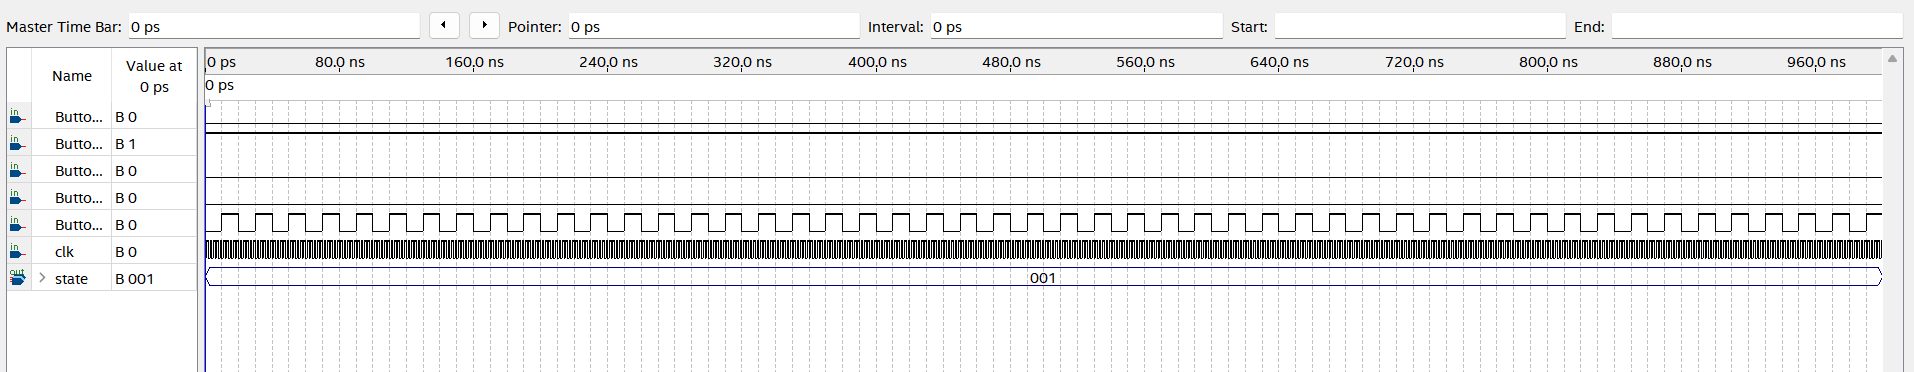 Master Time Bar: 0 ps Pointer: 0 ps Interval: 0 ps Start: End:
Name Value at 0 ps
0 ps 80.0 ns 160.0 ns 240.0 ns 320.0 ns 400.0 ns 480.0 ns 560.0 ns 640.0 ns 720.0 ns 800.0 ns 880.0 ns 960.0 ns
0 ps
in Butto... B 0
in Butto... B 1
in Butto... B 0
in Butto... B 0
in Butto... B 0
in clk B 0
out > state B 001 001